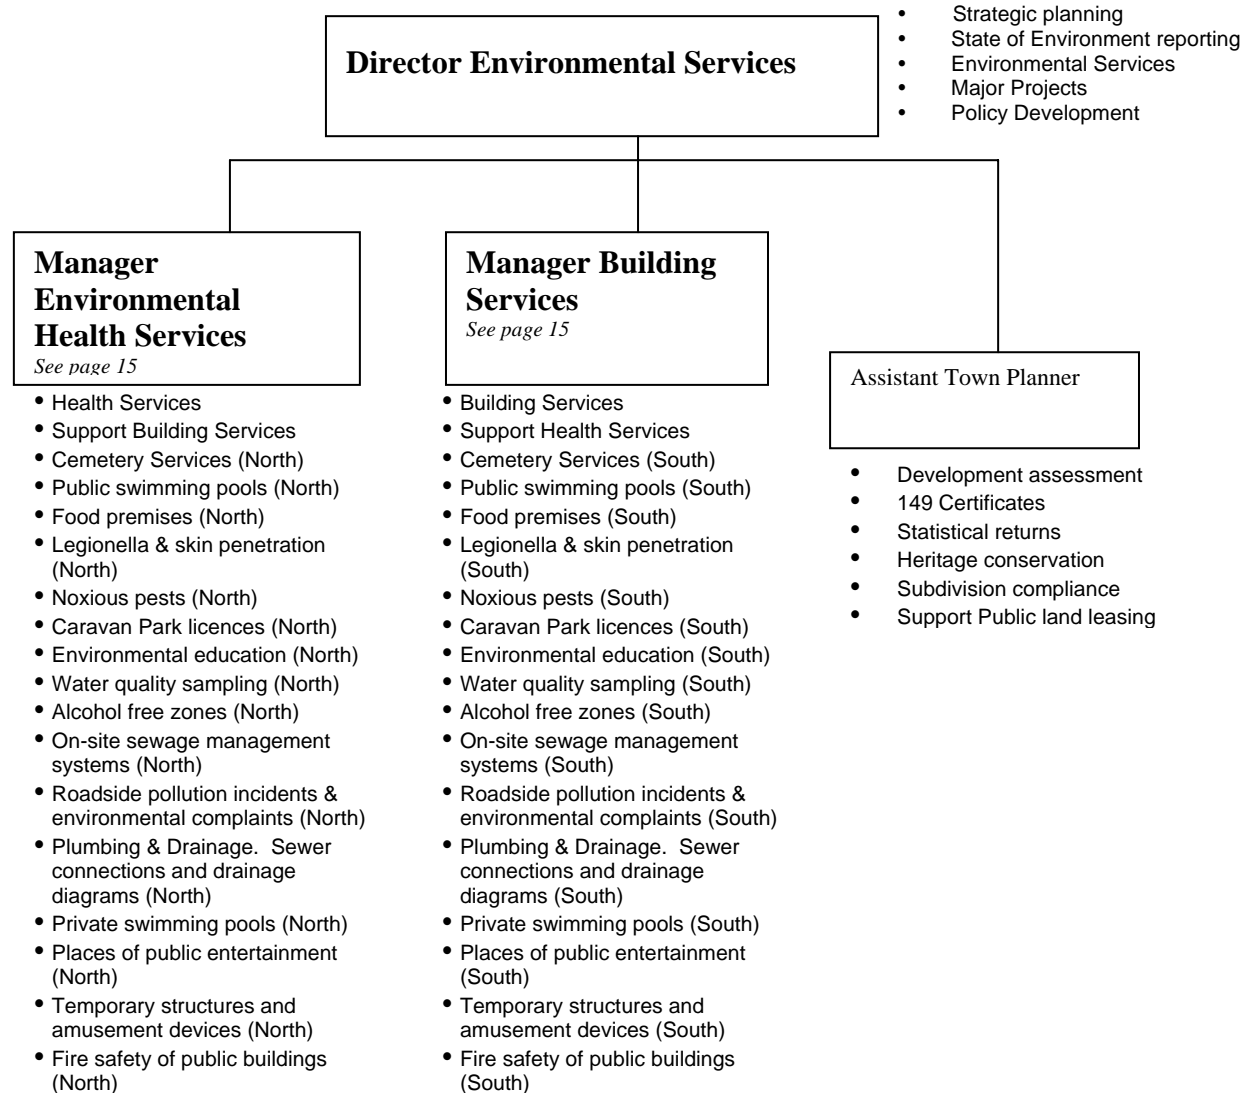 • Strategic planning
• State of Environment reporting
• Environmental Services
• Major Projects
• Policy Development
Director Environmental Services
Manager
Environmental
Health Services
See page 15
• Health Services
• Support Building Services
• Cemetery Services (North)
• Public swimming pools (North)
• Food premises (North)
• Legionella & skin penetration
(North)
• Noxious pests (North)
• Caravan Park licences (North)
• Environmental education (North)
• Water quality sampling (North)
• Alcohol free zones (North)
• On-site sewage management
systems (North)
• Roadside pollution incidents &
environmental complaints (North)
• Plumbing & Drainage.  Sewer
connections and drainage
diagrams (North)
• Private swimming pools (North)
• Places of public entertainment
(North)
• Temporary structures and
amusement devices (North)
• Fire safety of public buildings
(North)
Manager Building
Services
See page 15
• Building Services
• Support Health Services
• Cemetery Services (South)
• Public swimming pools (South)
• Food premises (South)
• Legionella & skin penetration
(South)
• Noxious pests (South)
• Caravan Park licences (South)
• Environmental education (South)
• Water quality sampling (South)
• Alcohol free zones (South)
• On-site sewage management
systems (South)
• Roadside pollution incidents &
environmental complaints (South)
• Plumbing & Drainage.  Sewer
connections and drainage
diagrams (South)
• Private swimming pools (South)
• Places of public entertainment
(South)
• Temporary structures and
amusement devices (South)
• Fire safety of public buildings
(South)
Assistant Town Planner
• Development assessment
• 149 Certificates
• Statistical returns
• Heritage conservation
• Subdivision compliance
• Support Public land leasing